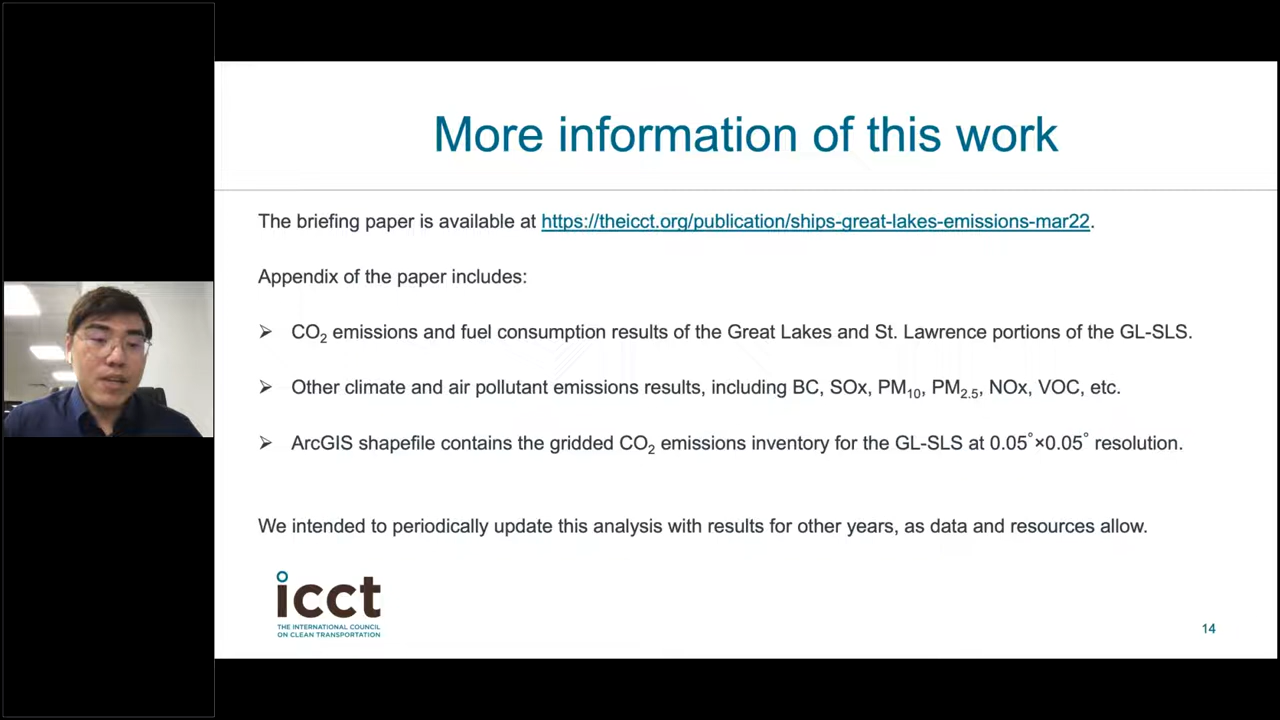 More information of this work
The briefing paper is available at https://theicct.org/publication/ships-great-lakes-emissions-mar22.
Appendix of the paper includes:
➢ CO₂ emissions and fuel consumption results of the Great Lakes and St. Lawrence portions of the GL-SLS.
➢ Other climate and air pollutant emissions results, including BC, SOx, PM₁₀, PM₂.₅, NOx, VOC, etc.
➢ ArcGIS shapefile contains the gridded CO₂ emissions inventory for the GL-SLS at 0.05°×0.05° resolution.
We intended to periodically update this analysis with results for other years, as data and resources allow.
icct
THE INTERNATIONAL COUNCIL
ON CLEAN TRANSPORTATION
14